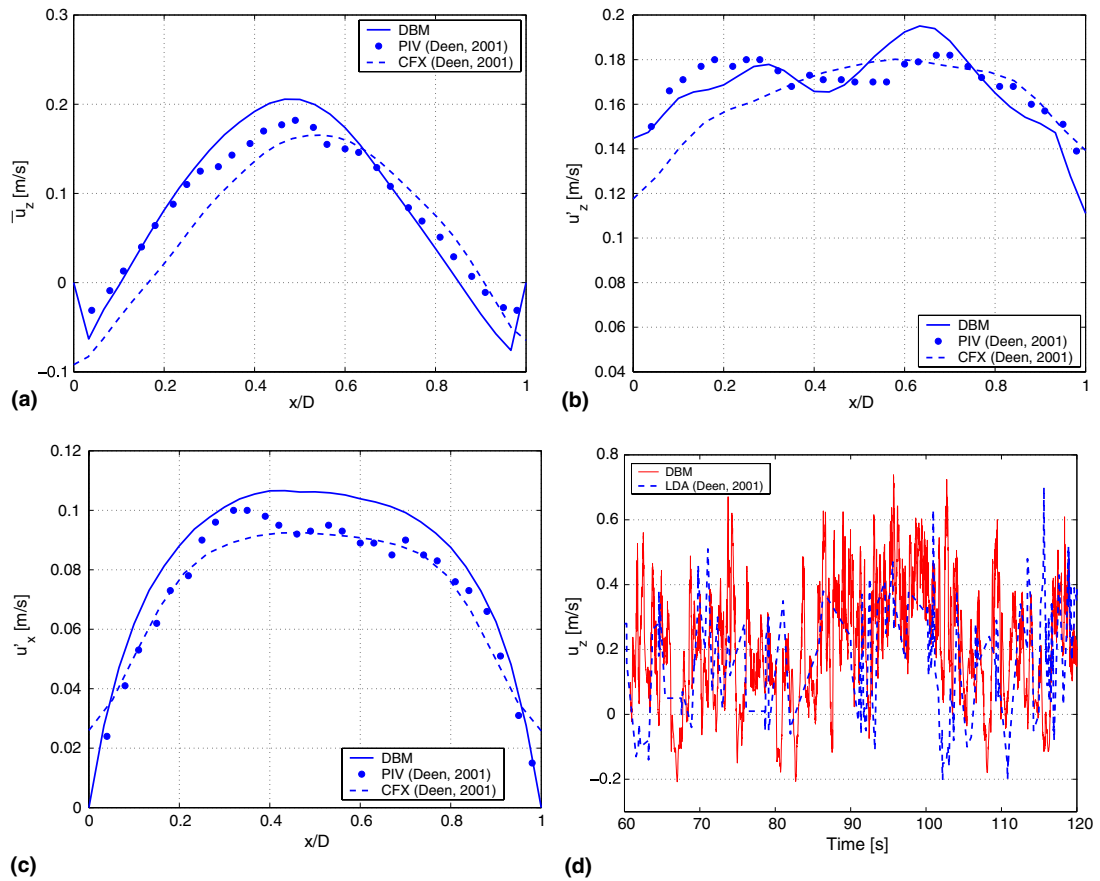 0.3
0.2
0.1
0
−0.1
u̅z [m/s]
DBM
PIV (Deen, 2001)
CFX (Deen, 2001)
0 0.2 0.4 0.6 0.8 1
x/D
(a)
0.2
0.18
0.16
0.14
0.12
0.1
0.08
0.06
0.04
u'z [m/s]
DBM
PIV (Deen, 2001)
CFX (Deen, 2001)
0 0.2 0.4 0.6 0.8 1
x/D
(b)
0.12
0.1
0.08
0.06
0.04
0.02
0
u'x [m/s]
DBM
PIV (Deen, 2001)
CFX (Deen, 2001)
0 0.2 0.4 0.6 0.8 1
x/D
(c)
0.8
0.6
0.4
0.2
0
−0.2
uz [m/s]
DBM
LDA (Deen, 2001)
60 70 80 90 100 110 120
Time [s]
(d)